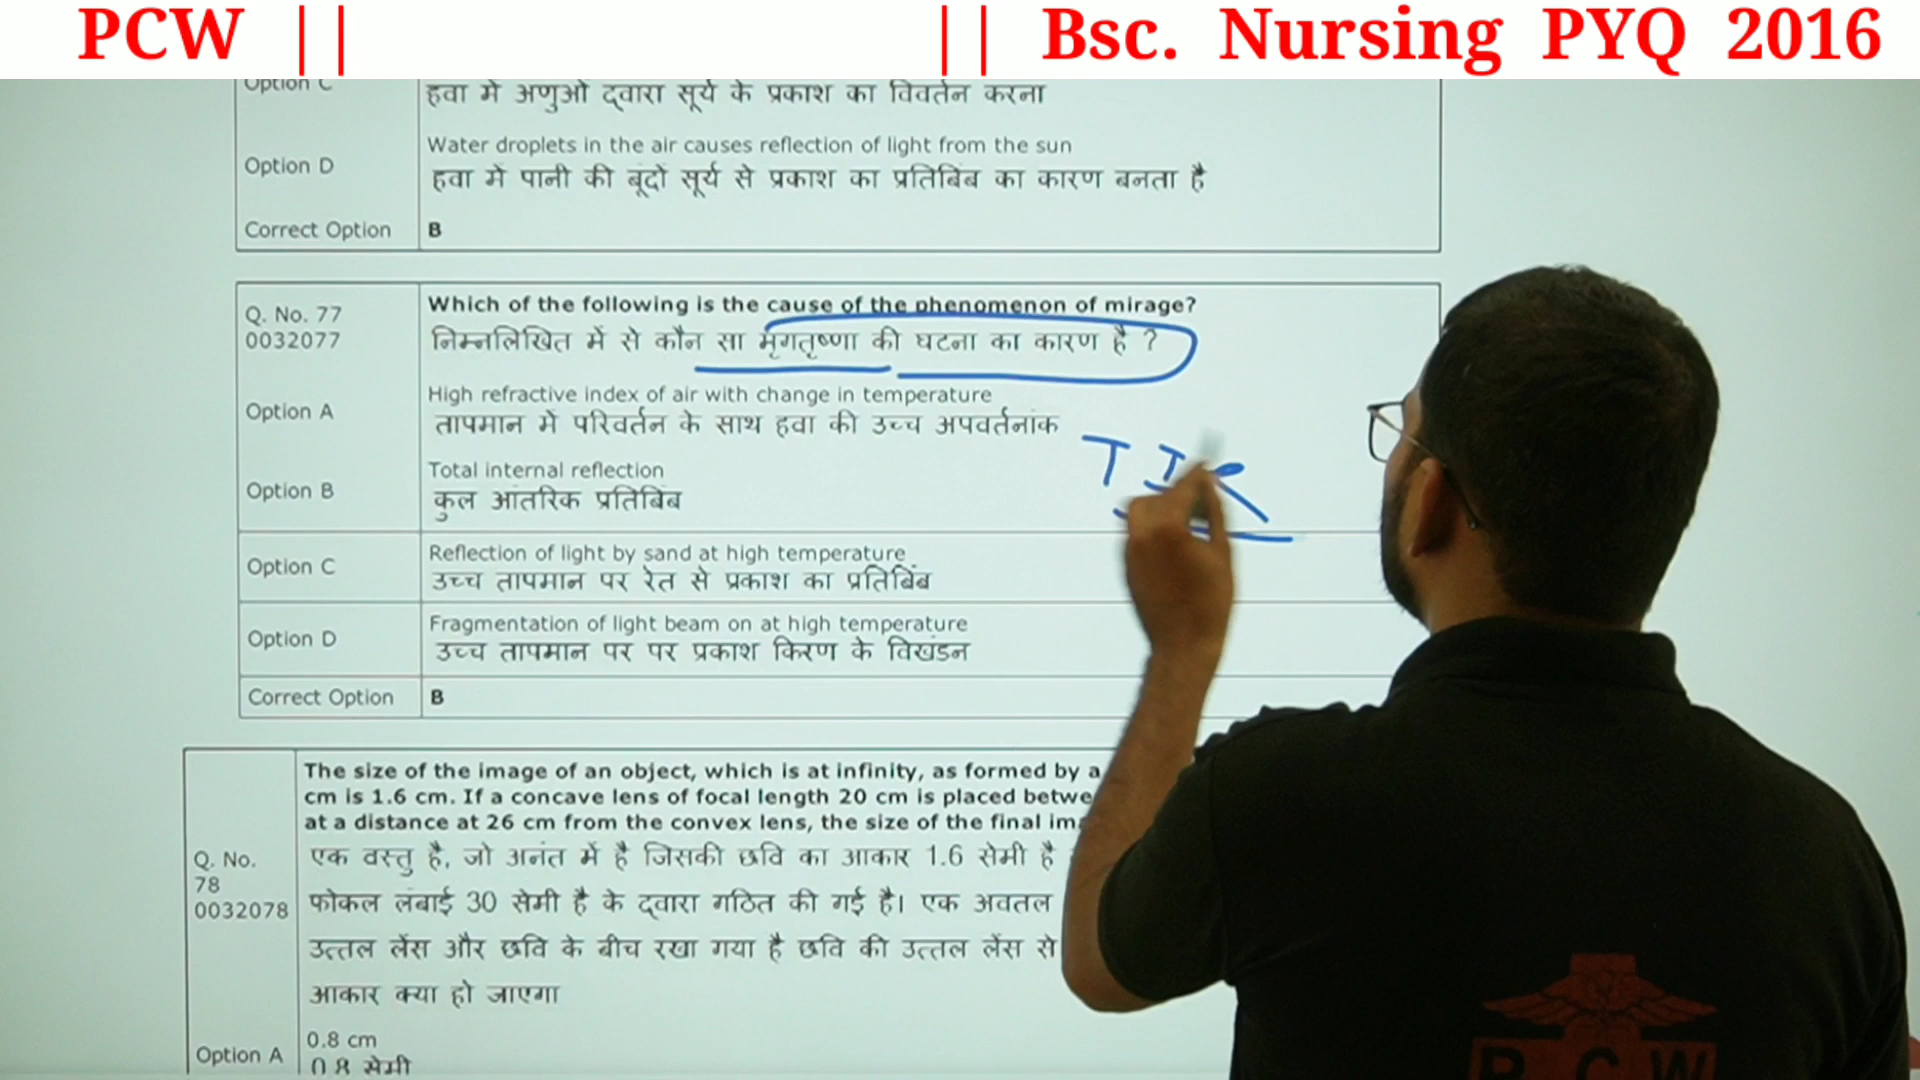 PCW || || Bsc. Nursing PYQ 2016
Option C
हवा में अणुओं द्वारा सूर्य के प्रकाश का विवर्तन करना
Option D
Water droplets in the air causes reflection of light from the sun
हवा में पानी की बूंदों सूर्य से प्रकाश का प्रतिबिंब का कारण बनता है
Correct Option B
Q. No. 77
0032077
Which of the following is the cause of the phenomenon of mirage?
निम्नलिखित में से कौन सा मृंगतृष्णा की घटना का कारण है ?
Option A
High refractive index of air with change in temperature
तापमान में परिवर्तन के साथ हवा की उच्च अपवर्तनांक
T I R
Option B
Total internal reflection
कुल आंतरिक प्रतिबिंब
Option C
Reflection of light by sand at high temperature
उच्च तापमान पर रेत से प्रकाश का प्रतिबिंब
Option D
Fragmentation of light beam on at high temperature
उच्च तापमान पर पर प्रकाश किरण के विखंडन
Correct Option B
The size of the image of an object, which is at infinity, as formed by a
cm is 1.6 cm. If a concave lens of focal length 20 cm is placed betwe
at a distance at 26 cm from the convex lens, the size of the final ima
Q. No.
78
0032078
एक वस्तु है, जो अनंत में है जिसकी छवि का आकार 1.6 सेमी है
फोकल लंबाई 30 सेमी है के द्वारा गठित की गई है। एक अवतल
उत्तल लेंस और छवि के बीच रखा गया है छवि की उत्तल लेंस से
आकार क्या हो जाएगा
Option A
0.8 cm
0.8 सेमी
PCW